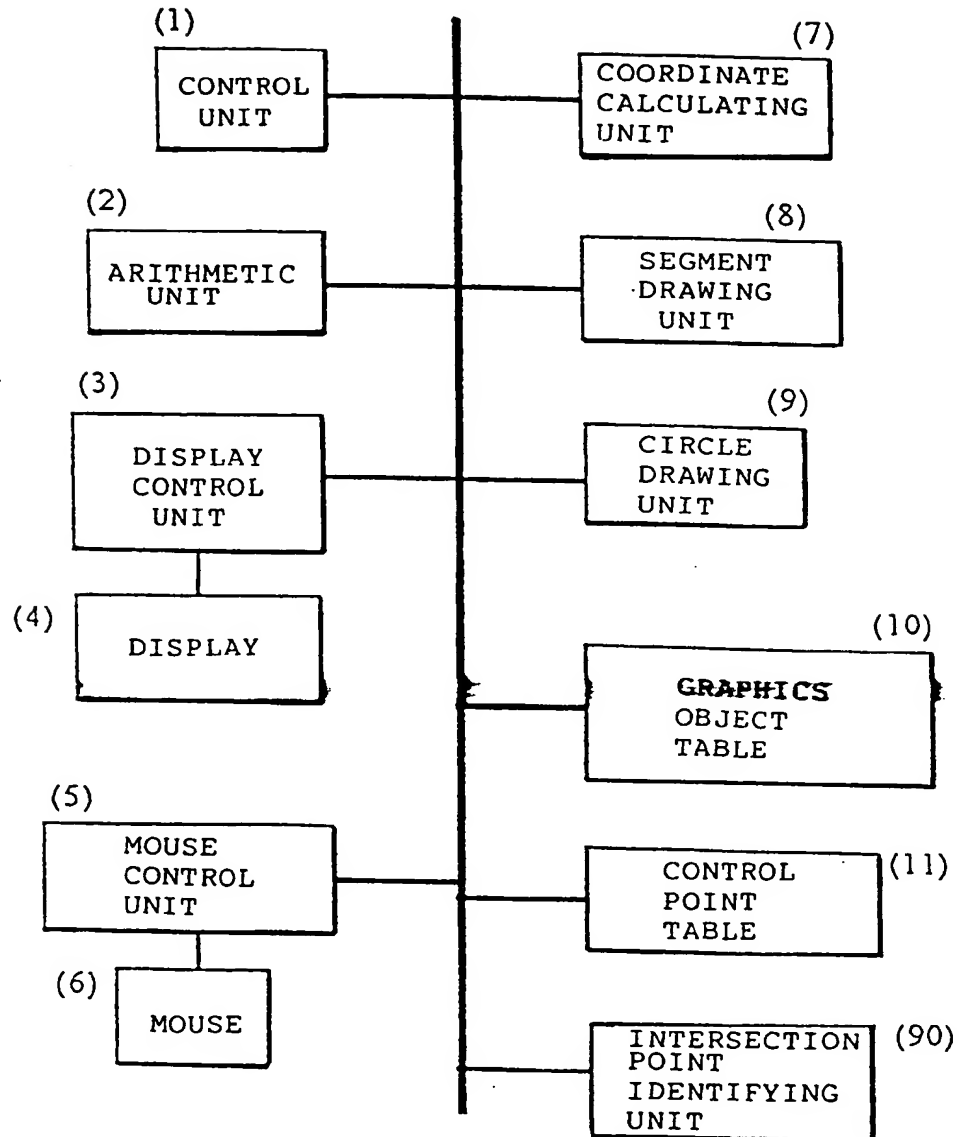 (1)
CONTROL
UNIT
(2)
ARITHMETIC
UNIT
(3)
DISPLAY
CONTROL
UNIT
(4)
DISPLAY
(5)
MOUSE
CONTROL
UNIT
(6)
MOUSE
(7)
COORDINATE
CALCULATING
UNIT
(8)
SEGMENT
DRAWING
UNIT
(9)
CIRCLE
DRAWING
UNIT
(10)
GRAPHICS
OBJECT
TABLE
(11)
CONTROL
POINT
TABLE
(90)
INTERSECTION
POINT
IDENTIFYING
UNIT